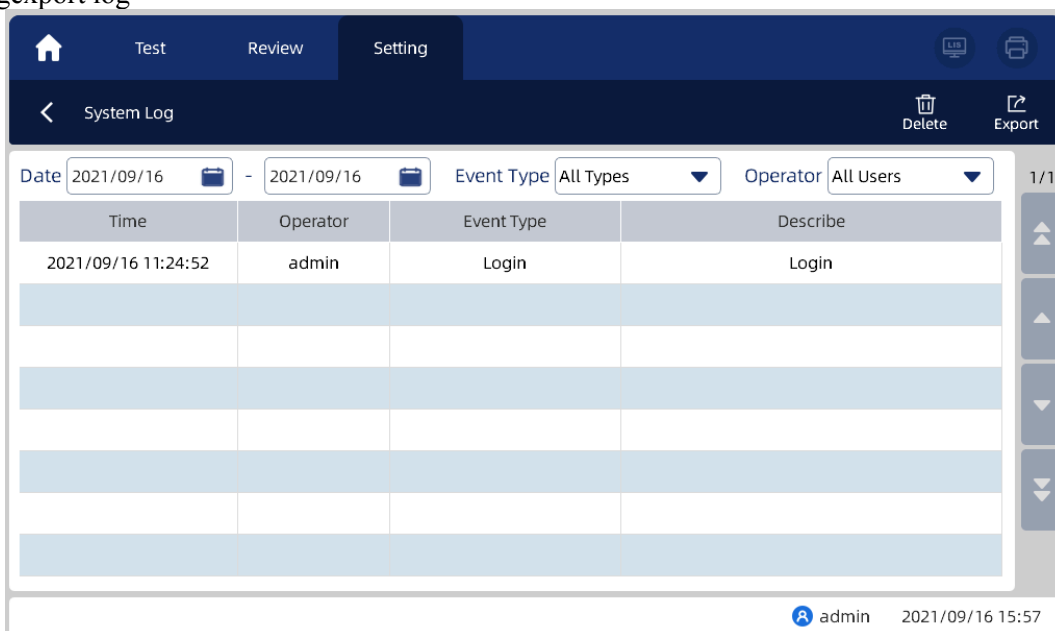 export log
Test Review Setting LIS
System Log Delete Export
Date 2021/09/16 - 2021/09/16 Event Type All Types Operator All Users 1/1
Time Operator Event Type Describe
2021/09/16 11:24:52 admin Login Login
admin 2021/09/16 15:57